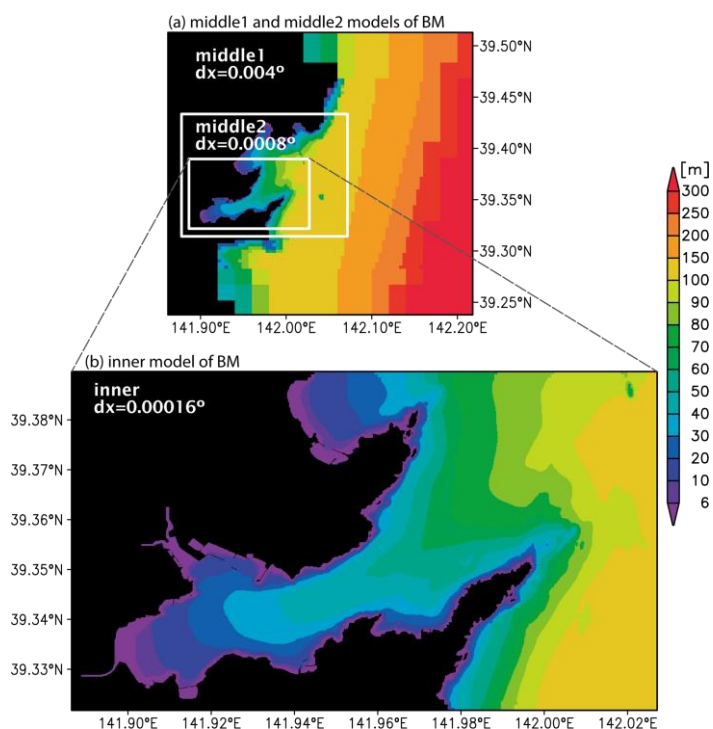 (a) middle1 and middle2 models of BM
middle1
dx=0.004º
middle2
dx=0.0008º
39.50°N
39.45°N
39.40°N
39.35°N
39.30°N
39.25°N
141.90°E 142.00°E 142.10°E 142.20°E
[m]
300
250
200
150
100
90
80
70
60
50
40
30
20
10
6
(b) inner model of BM
inner
dx=0.00016º
39.38°N
39.37°N
39.36°N
39.35°N
39.34°N
39.33°N
141.90°E 141.92°E 141.94°E 141.96°E 141.98°E 142.00°E 142.02°E